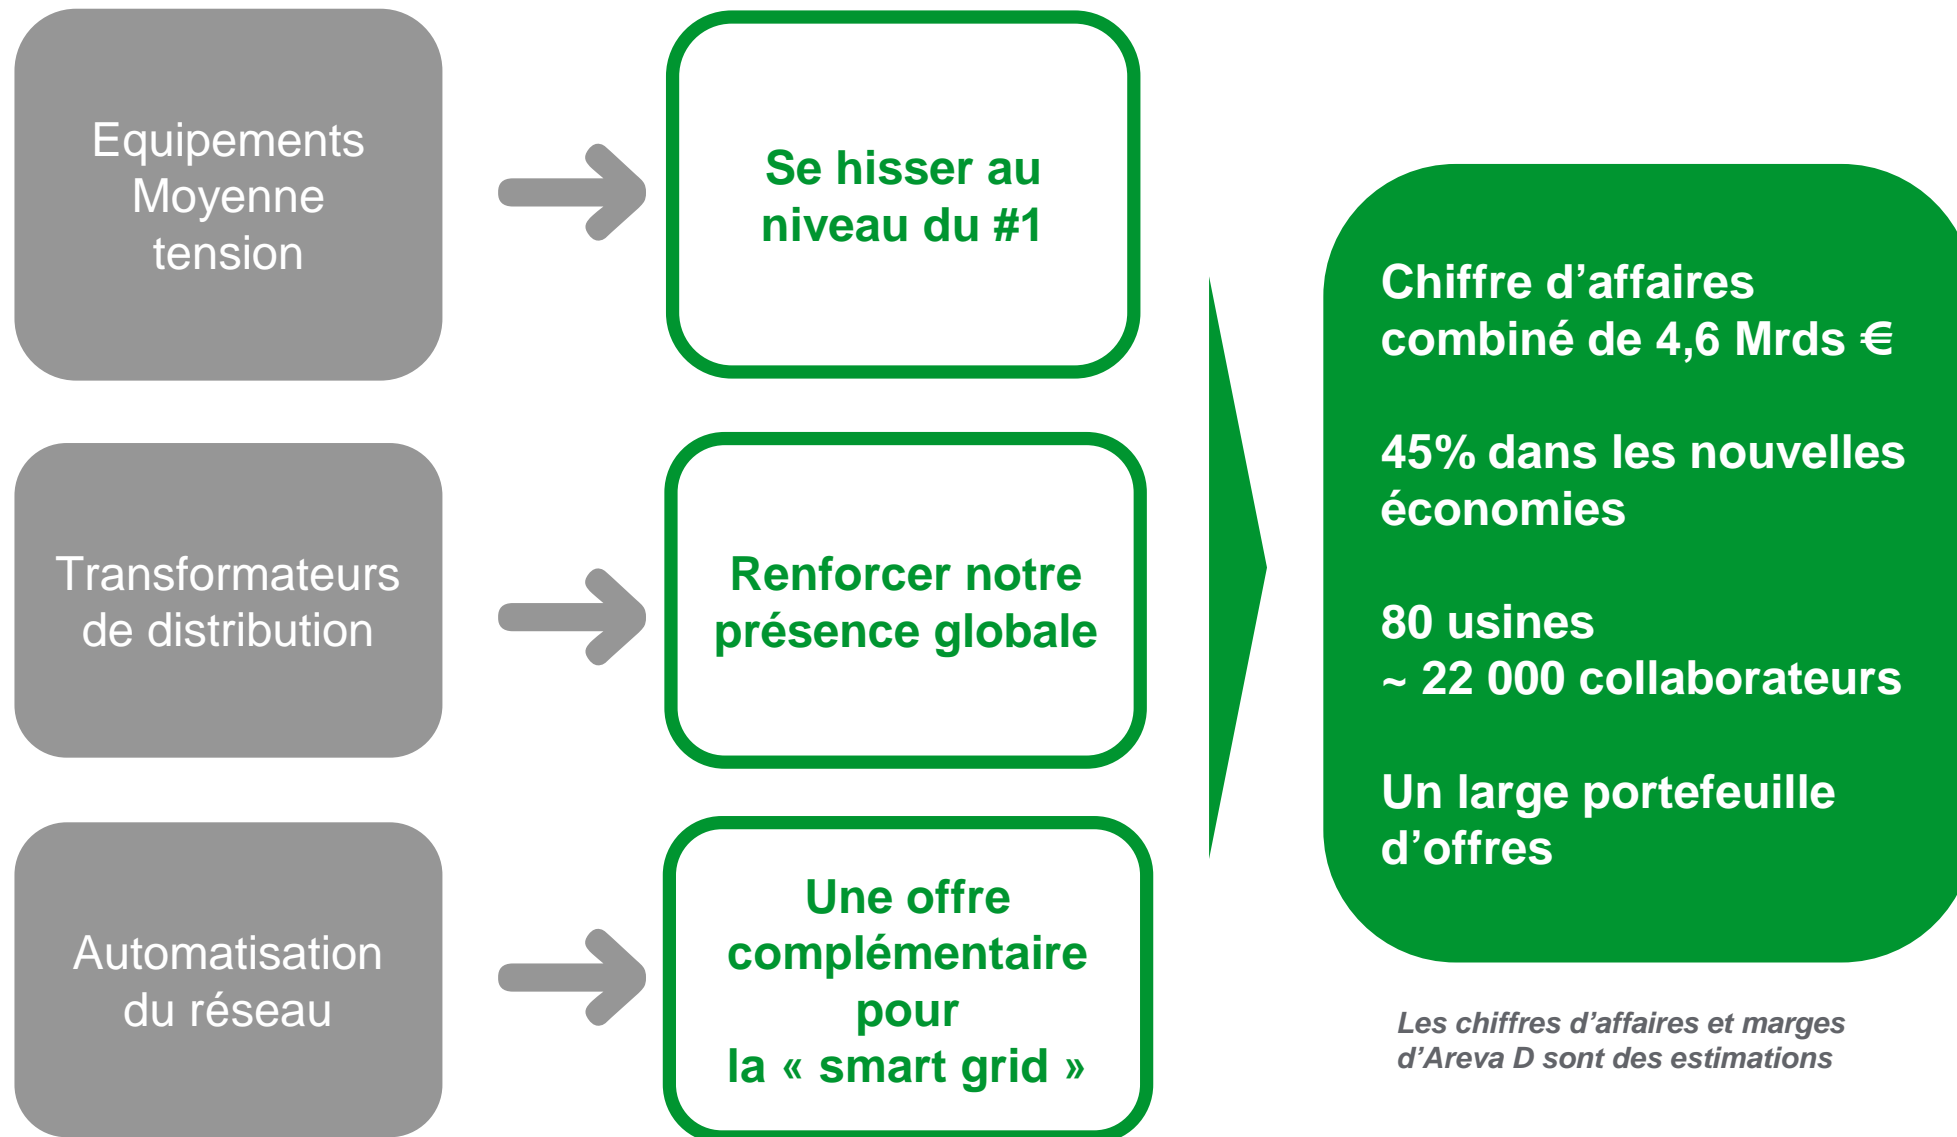 Equipements
Moyenne
tension
Se hisser au
niveau du #1
Transformateurs
de distribution
Renforcer notre
présence globale
Automatisation
du réseau
Une offre
complémentaire
pour
la « smart grid »
Chiffre d’affaires
combiné de 4,6 Mrds €
45% dans les nouvelles
économies
80 usines
~ 22 000 collaborateurs
Un large portefeuille
d’offres
Les chiffres d’affaires et marges
d’Areva D sont des estimations